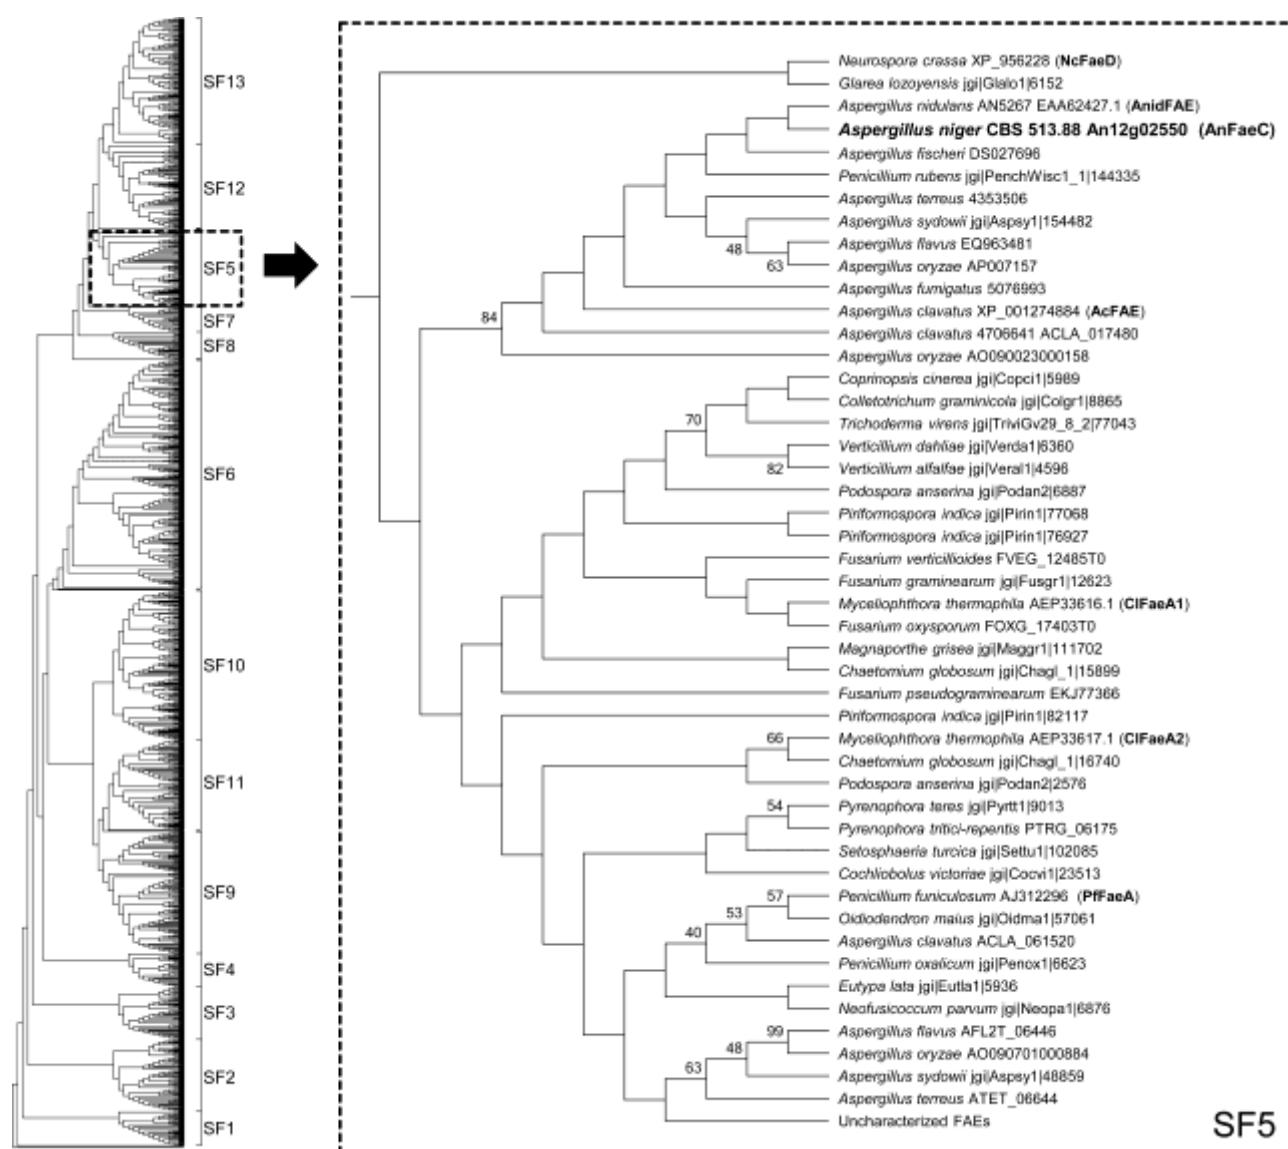 SF13
SF12
SF5
SF7
SF8
SF6
SF10
SF11
SF9
SF4
SF3
SF2
SF1
Neurospora crassa XP_956228 (NcFaeD)
Glarea lozoyensis jgi|Glalo1|6152
Aspergillus nidulans AN5267 EAA62427.1 (AnidFAE)
Aspergillus niger CBS 513.88 An12g02550 (AnFaeC)
Aspergillus fischeri DS027696
Penicillium rubens jgi|PenchWisc1_1|144335
Aspergillus terreus 4353506
Aspergillus sydowii jgi|Aspsy1|154482
48
Aspergillus flavus EQ963481
63
Aspergillus oryzae AP007157
Aspergillus fumigatus 5076993
84
Aspergillus clavatus XP_001274884 (AcFAE)
Aspergillus clavatus 4706641 ACLA_017480
Aspergillus oryzae AO090023000158
Coprinopsis cinerea jgi|Copci1|5989
Colletotrichum graminicola jgi|Colgr1|8865
70
Trichoderma virens jgi|TriviGv29_8_2|77043
Verticillium dahliae jgi|Verda1|6360
82
Verticillium alfalfae jgi|Veral1|4596
Podospora anserina jgi|Podan2|6887
Piriformospora indica jgi|Pirin1|77068
Piriformospora indica jgi|Pirin1|76927
Fusarium verticillioides FVEG_12485T0
Fusarium graminearum jgi|Fusgr1|12623
Myceliophthora thermophila AEP33616.1 (ClFaeA1)
Fusarium oxysporum FOXG_17403T0
Magnaporthe grisea jgi|Maggr1|111702
Chaetomium globosum jgi|Chagl_1|15899
Fusarium pseudograminearum EKJ77366
Piriformospora indica jgi|Pirin1|82117
66
Myceliophthora thermophila AEP33617.1 (ClFaeA2)
Chaetomium globosum jgi|Chagl_1|16740
Podospora anserina jgi|Podan2|2576
54
Pyrenophora teres jgi|Pyrtt1|9013
Pyrenophora tritici-repentis PTRG_06175
Setosphaeria turcica jgi|Settu1|102085
Cochliobolus victoriae jgi|Cocvi1|23513
57
Penicillium funiculosum AJ312296 (PfFaeA)
53
Oidiodendron maius jgi|Oidma1|57061
40
Aspergillus clavatus ACLA_061520
Penicillium oxalicum jgi|Penox1|6623
Eutypa lata jgi|Eutla1|5936
Neofusicoccum parvum jgi|Neopa1|6876
99
Aspergillus flavus AFL2T_06446
48
Aspergillus oryzae AO090701000884
63
Aspergillus sydowii jgi|Aspsy1|48859
Aspergillus terreus ATET_06644
Uncharacterized FAEs
SF5